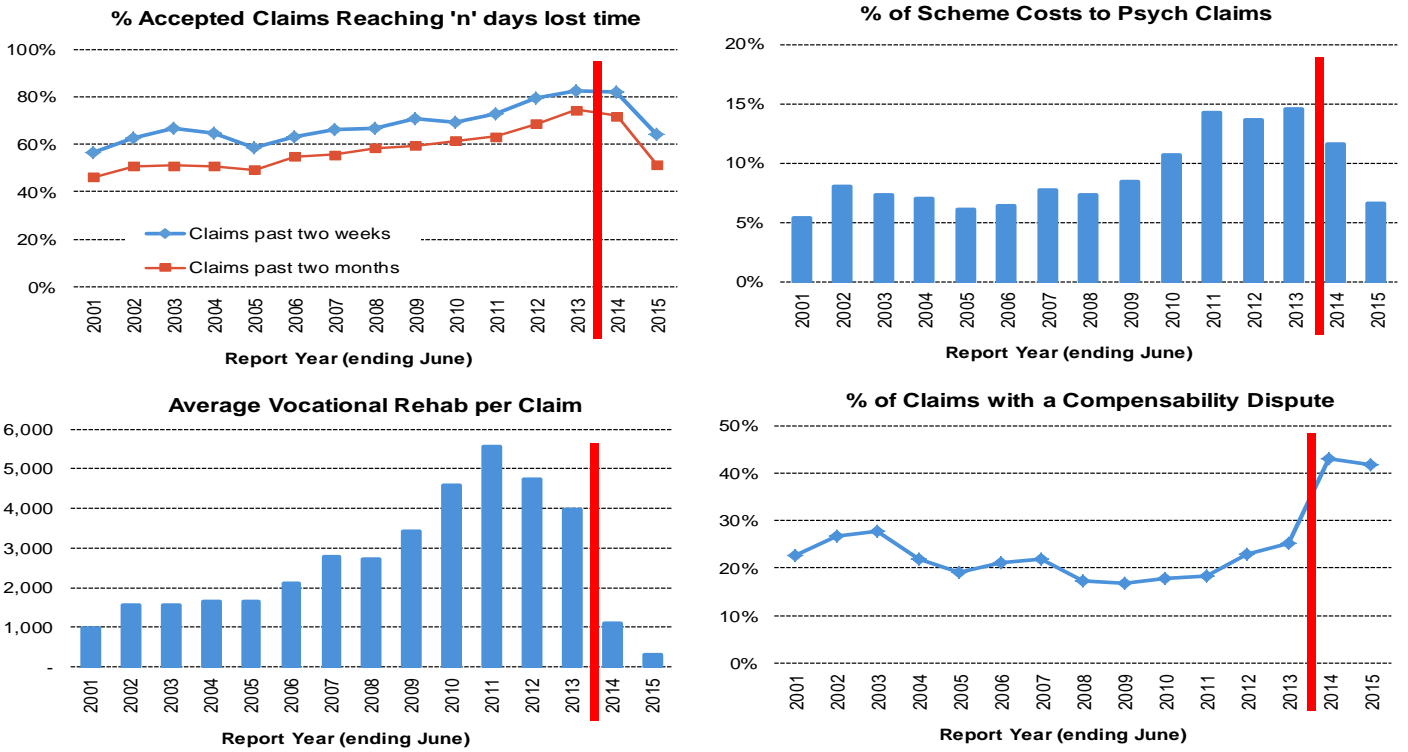 % Accepted Claims Reaching 'n' days lost time
100%
80%
60%
40%
20%
0%
Claims past two weeks
Claims past two months
2001 2002 2003 2004 2005 2006 2007 2008 2009 2010 2011 2012 2013 2014 2015
Report Year (ending June)
% of Scheme Costs to Psych Claims
20%
15%
10%
5%
0%
2001 2002 2003 2004 2005 2006 2007 2008 2009 2010 2011 2012 2013 2014 2015
Report Year (ending June)
Average Vocational Rehab per Claim
6,000
5,000
4,000
3,000
2,000
1,000
-
2001 2002 2003 2004 2005 2006 2007 2008 2009 2010 2011 2012 2013 2014 2015
Report Year (ending June)
% of Claims with a Compensability Dispute
50%
40%
30%
20%
10%
0%
2001 2002 2003 2004 2005 2006 2007 2008 2009 2010 2011 2012 2013 2014 2015
Report Year (ending June)